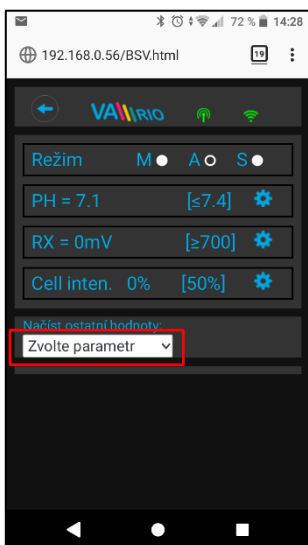 72 % 14:28
192.168.0.56/BSV.html 19
VA RIO
Režim M A S
PH = 7.1 [≤7.4]
RX = 0mV [≥700]
Cell inten. 0% [50%]
Načíst ostatní hodnoty:
Zvolte parametr